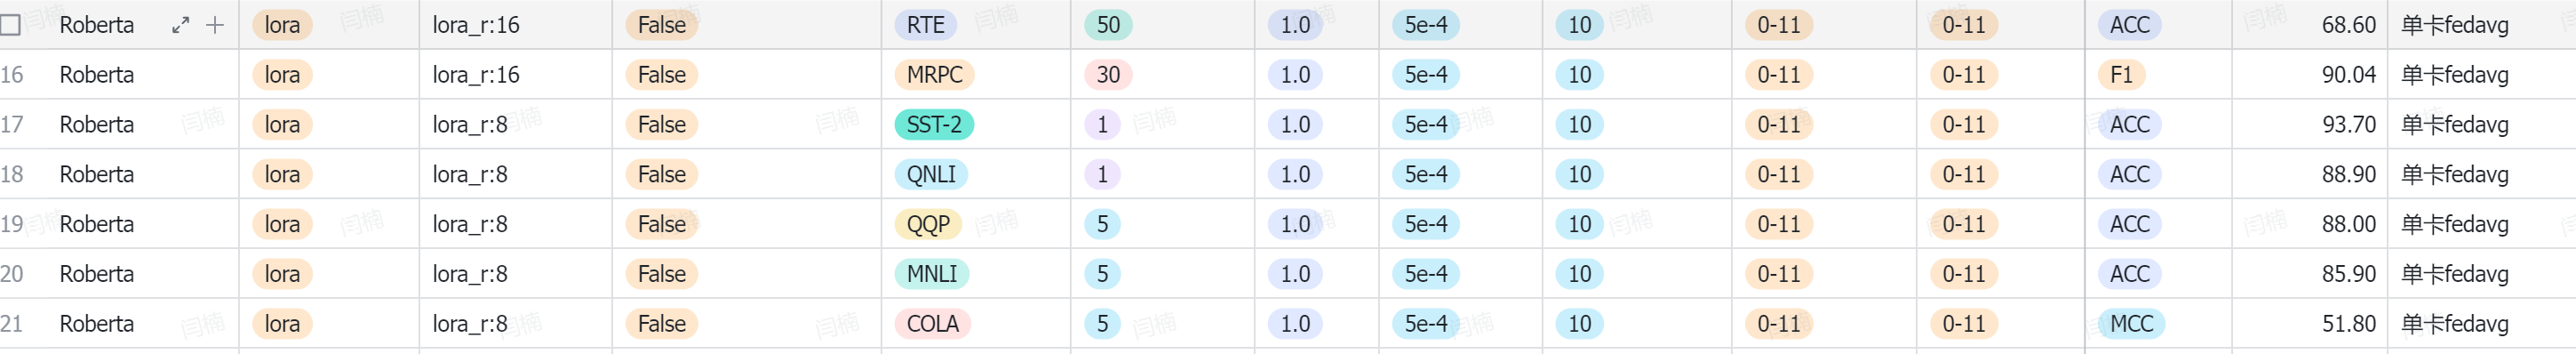 Roberta lora lora_r:16 False RTE 50 1.0 5e-4 10 0-11 0-11 ACC 68.60 单卡fedavg
16 Roberta lora lora_r:16 False MRPC 30 1.0 5e-4 10 0-11 0-11 F1 90.04 单卡fedavg
17 Roberta lora lora_r:8 False SST-2 1 1.0 5e-4 10 0-11 0-11 ACC 93.70 单卡fedavg
18 Roberta lora lora_r:8 False QNLI 1 1.0 5e-4 10 0-11 0-11 ACC 88.90 单卡fedavg
19 Roberta lora lora_r:8 False QQP 5 1.0 5e-4 10 0-11 0-11 ACC 88.00 单卡fedavg
20 Roberta lora lora_r:8 False MNLI 5 1.0 5e-4 10 0-11 0-11 ACC 85.90 单卡fedavg
21 Roberta lora lora_r:8 False COLA 5 1.0 5e-4 10 0-11 0-11 MCC 51.80 单卡fedavg